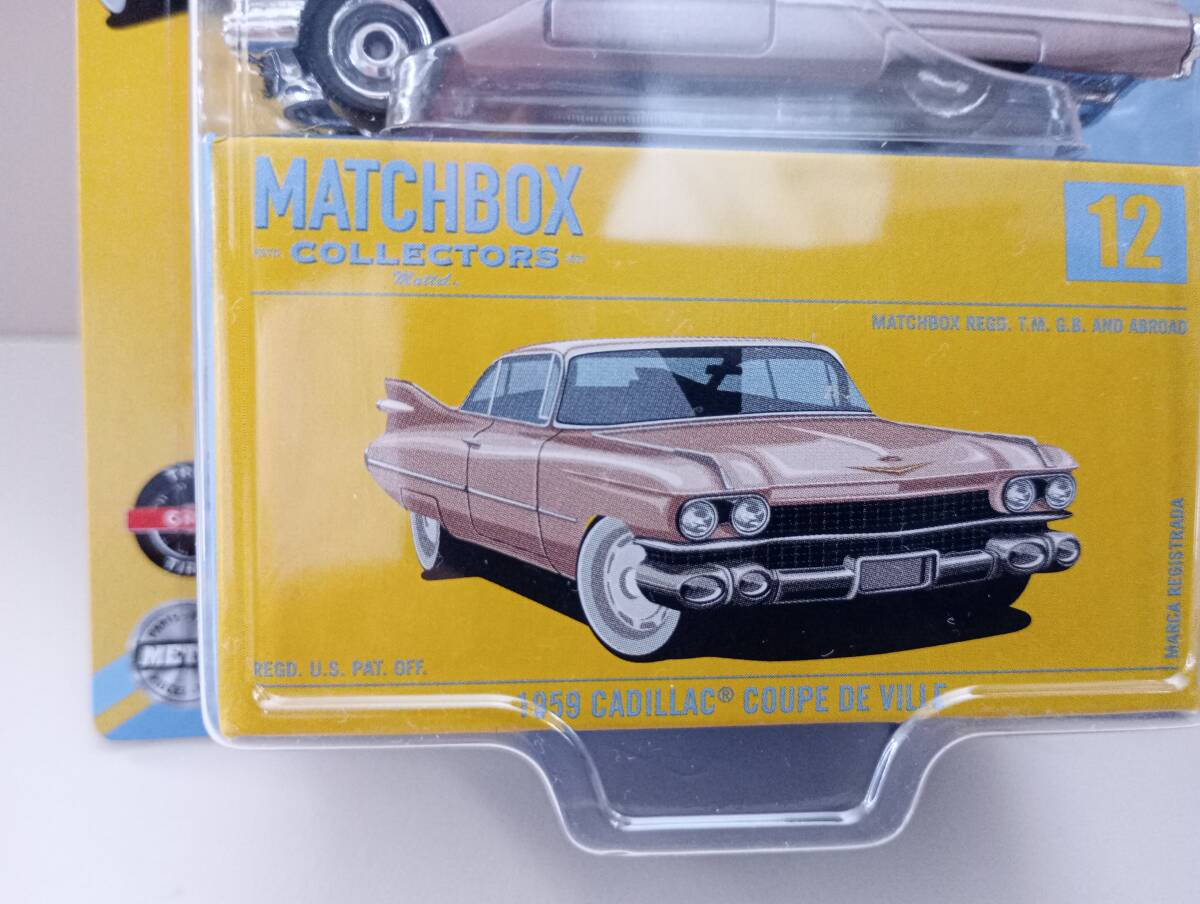 MATCHBOX
COLLECTORS
Mattel.
12
MATCHBOX REGD. T.M. G.B. AND ABROAD
MARCA REGISTRADA
REGD. U.S. PAT. OFF.
1959 CADILLAC® COUPE DE VILLE